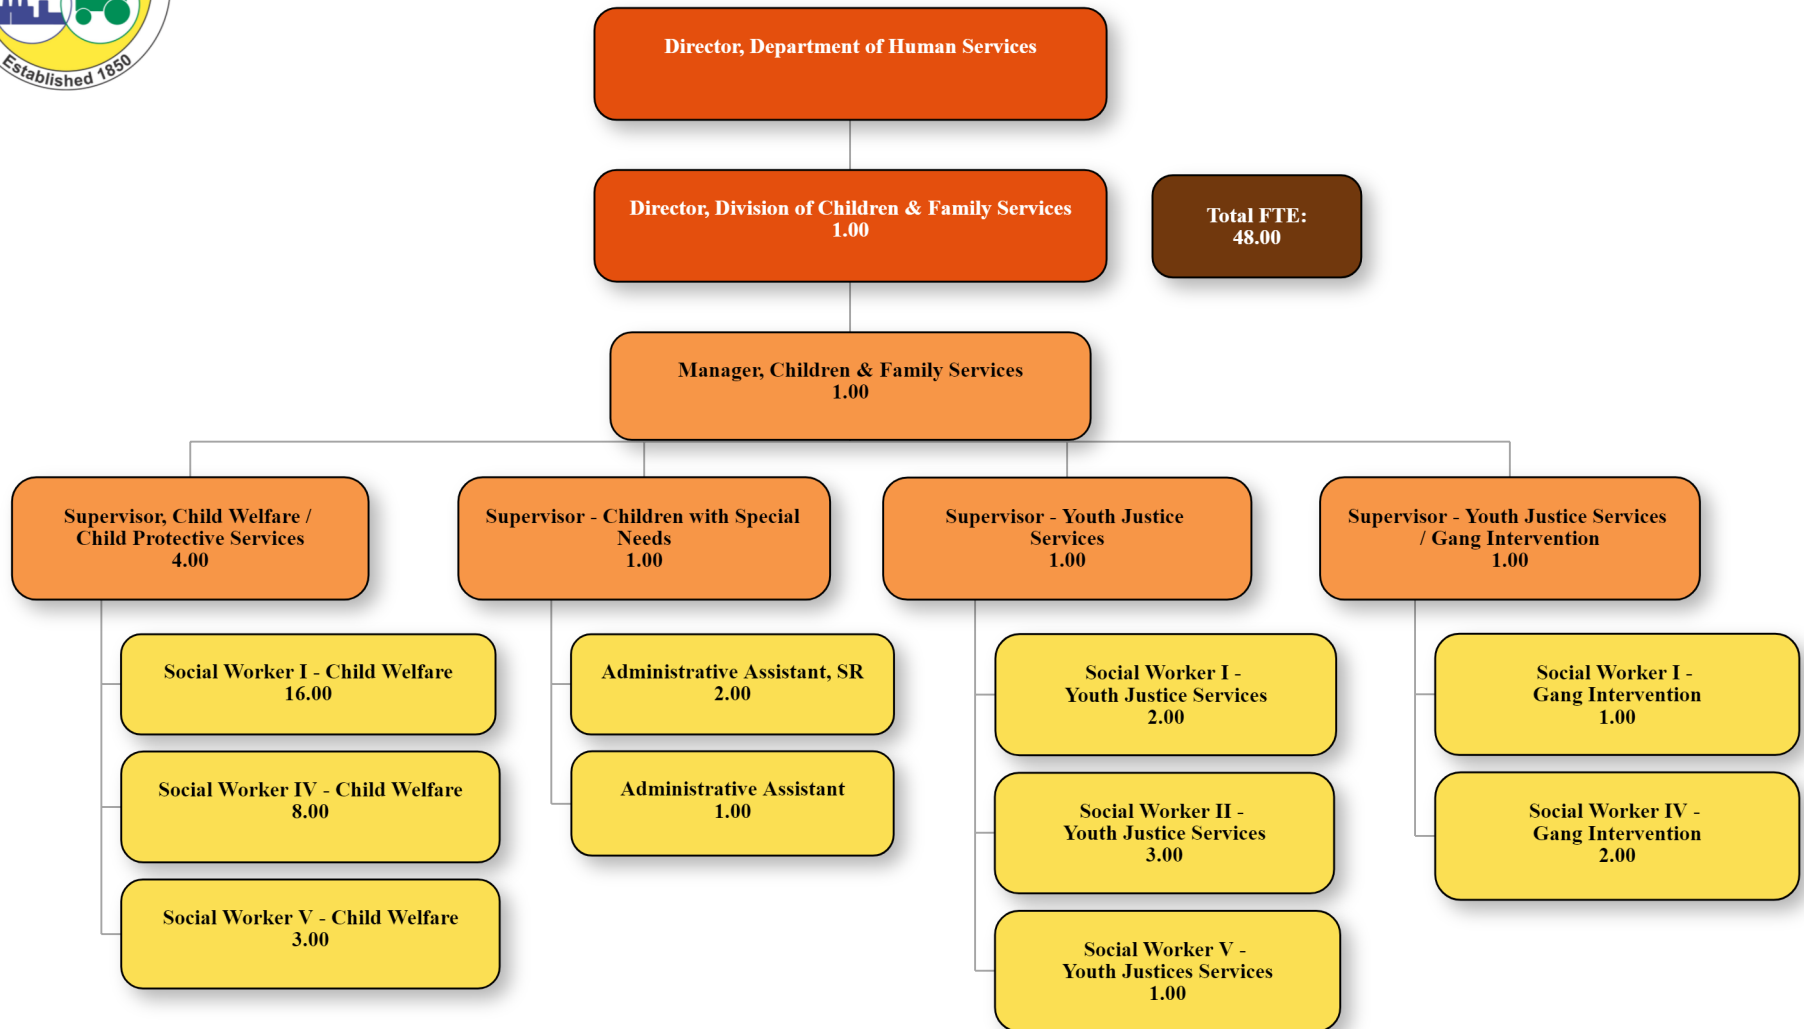 Established 1850
Director, Department of Human Services
Director, Division of Children & Family Services
1.00
Total FTE:
48.00
Manager, Children & Family Services
1.00
Supervisor, Child Welfare /
Child Protective Services
4.00
Supervisor - Children with Special
Needs
1.00
Supervisor - Youth Justice
Services
1.00
Supervisor - Youth Justice Services
/ Gang Intervention
1.00
Social Worker I - Child Welfare
16.00
Social Worker IV - Child Welfare
8.00
Social Worker V - Child Welfare
3.00
Administrative Assistant, SR
2.00
Administrative Assistant
1.00
Social Worker I -
Youth Justice Services
2.00
Social Worker II -
Youth Justice Services
3.00
Social Worker V -
Youth Justices Services
1.00
Social Worker I -
Gang Intervention
1.00
Social Worker IV -
Gang Intervention
2.00